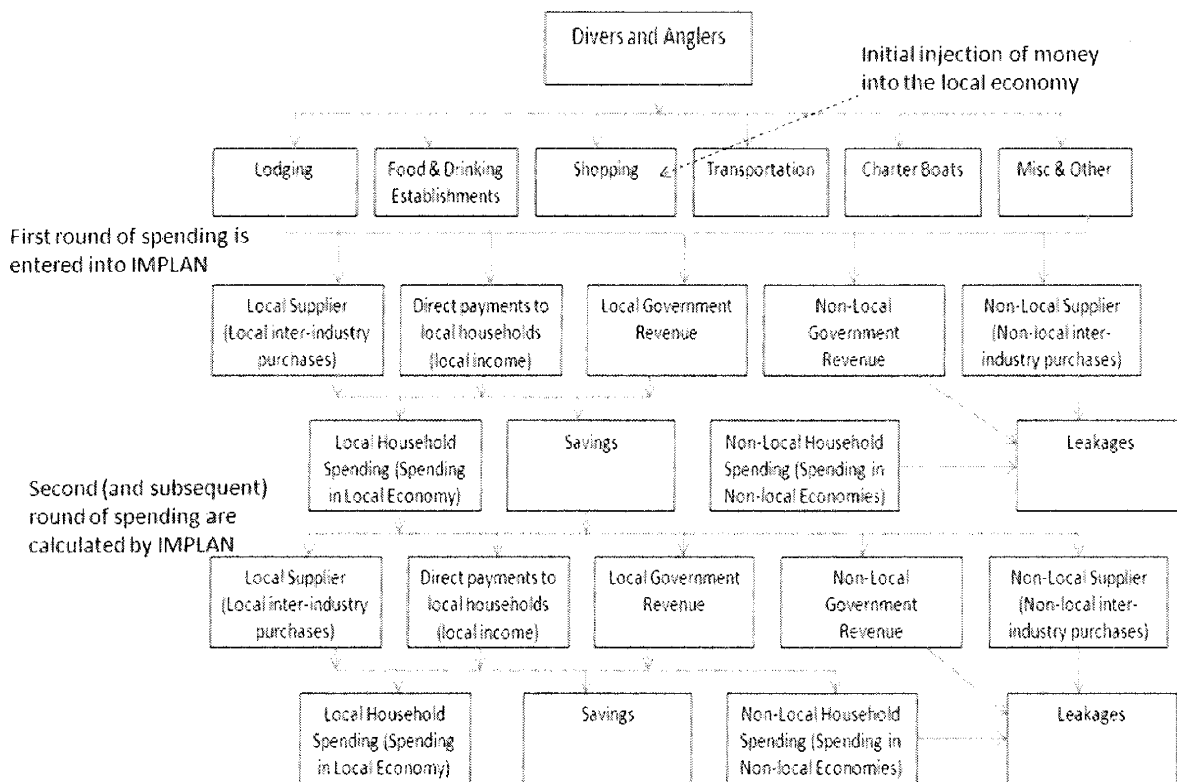 Divers and Anglers
Initial injection of money
into the local economy
Lodging
Food & Drinking
Establishments
Shopping
Transportation
Charter Boats
Misc & Other
First round of spending is
entered into IMPLAN
Local Supplier
(Local inter-industry
purchases)
Direct payments to
local households
(local income)
Local Government
Revenue
Non-Local
Government
Revenue
Non-Local Supplier
(Non-local inter-
industry purchases)
Local Household
Spending (Spending
in Local Economy)
Savings
Non-Local Household
Spending (Spending in
Non-local Economies)
Leakages
Second (and subsequent)
round of spending are
calculated by IMPLAN
Local Supplier
(Local inter-industry
purchases)
Direct payments to
local households
(local income)
Local Government
Revenue
Non-Local
Government
Revenue
Non-Local Supplier
(Non-local inter-
industry purchases)
Local Household
Spending (Spending
in Local Economy)
Savings
Non-Local Household
Spending (Spending in
Non-local Economies)
Leakages